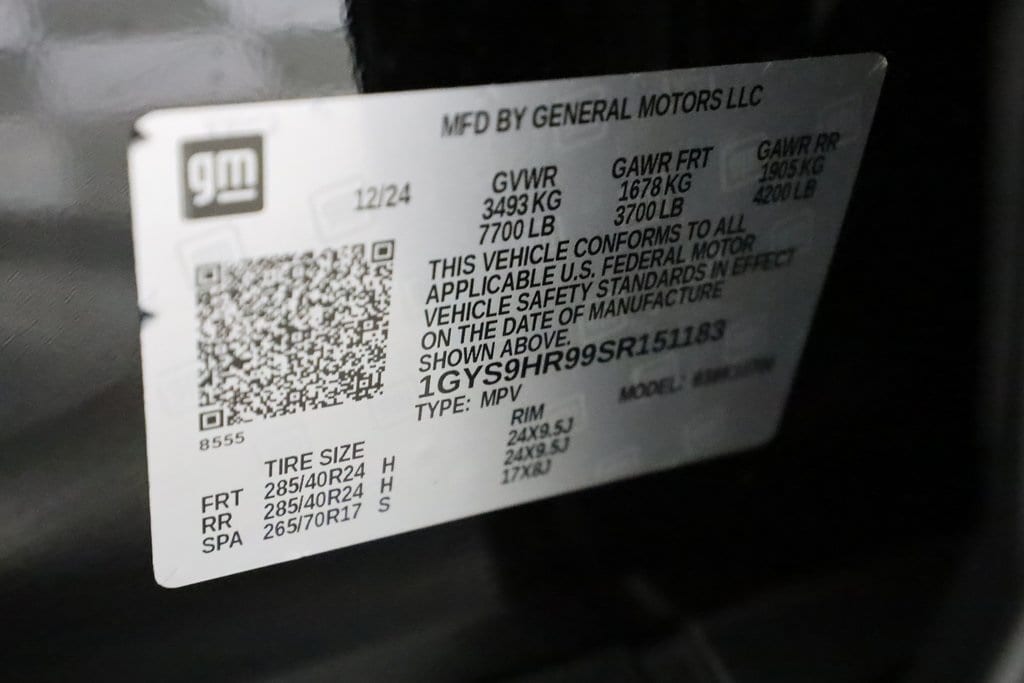 MFD BY GENERAL MOTORS LLC
gm
12/24
GVWR GAWR FRT GAWR RR
3493 KG 1678 KG 1905 KG
7700 LB 3700 LB 4200 LB
THIS VEHICLE CONFORMS TO ALL
APPLICABLE U.S. FEDERAL MOTOR
VEHICLE SAFETY STANDARDS IN EFFECT
ON THE DATE OF MANUFACTURE
SHOWN ABOVE.
1GYS9HR99SR151183
TYPE: MPV MODEL:
8555
TIRE SIZE RIM
FRT 285/40R24 H 24X9.5J
RR 285/40R24 H 24X9.5J
SPA 265/70R17 S 17X8J